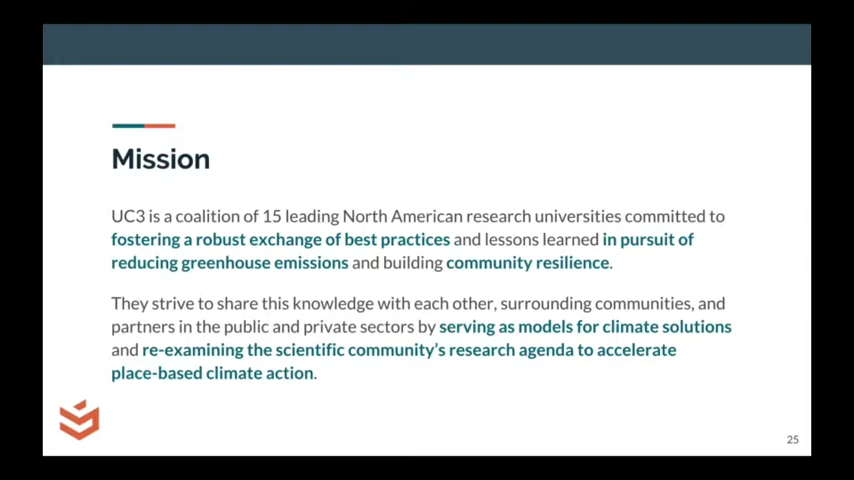 Mission
UC3 is a coalition of 15 leading North American research universities committed to
fostering a robust exchange of best practices and lessons learned in pursuit of
reducing greenhouse emissions and building community resilience.
They strive to share this knowledge with each other, surrounding communities, and
partners in the public and private sectors by serving as models for climate solutions
and re-examining the scientific community's research agenda to accelerate
place-based climate action.
25